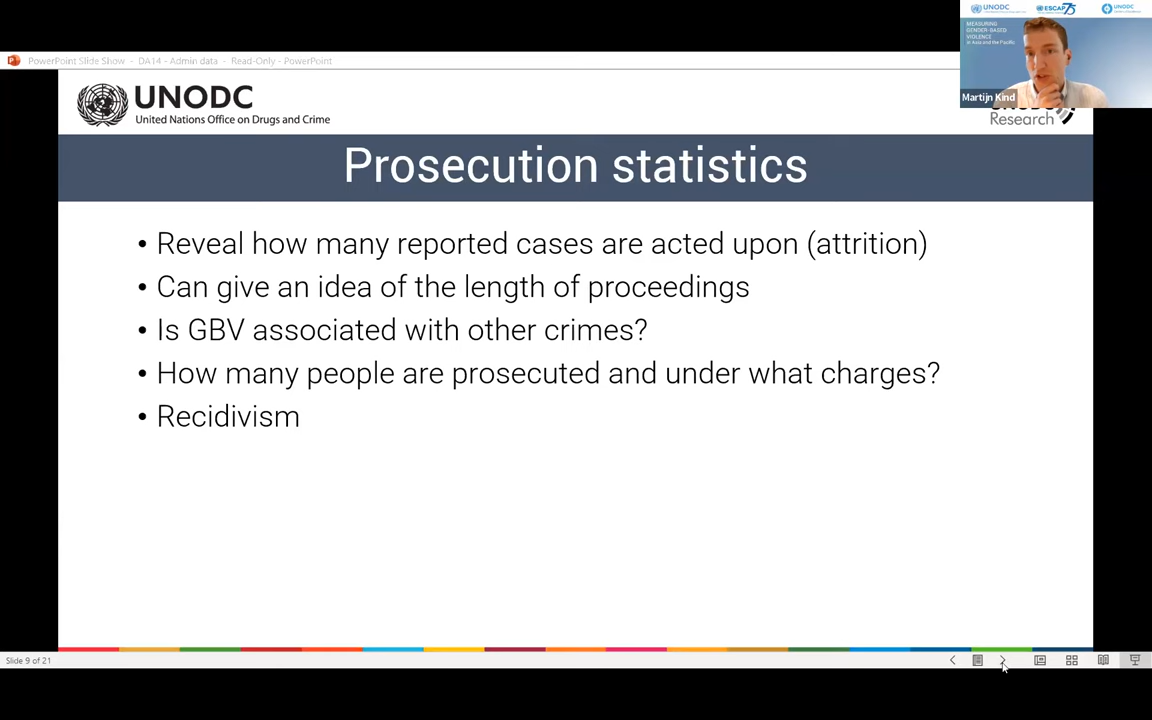 UNODC
ESCAP75
UNODC
MEASURING
GENDER-BASED
VIOLENCE
in Asia and the Pacific
Martijn Kind
PowerPoint Slide Show - DA14 - Admin data - Read-Only - PowerPoint
UNODC
United Nations Office on Drugs and Crime
Research
Prosecution statistics
• Reveal how many reported cases are acted upon (attrition)
• Can give an idea of the length of proceedings
• Is GBV associated with other crimes?
• How many people are prosecuted and under what charges?
• Recidivism
Slide 9 of 21